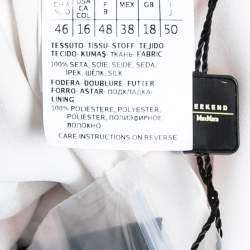 USA
CA
COL
MEX GB
46 16 48 38 18 50
TESSUTO-TISSU-STOFF-TEJIDO-
TECIDO-KUMAŞ-ТКАНЬ-FABRIC
100% SETA, SOIE, SEIDE, SEDA,
İPEK, ШЁЛК, SILK
FODERA-DOUBLURE-FUTTER
FORRO-ASTAR-ПОДКЛАДКА-
LINING
100% POLIESTERE, POLYESTER,
POLIÉSTER, ПОЛИЭФИРНОЕ
ВОЛОКНО
CARE INSTRUCTIONS ON REVERSE
EEKEND
MaxMara